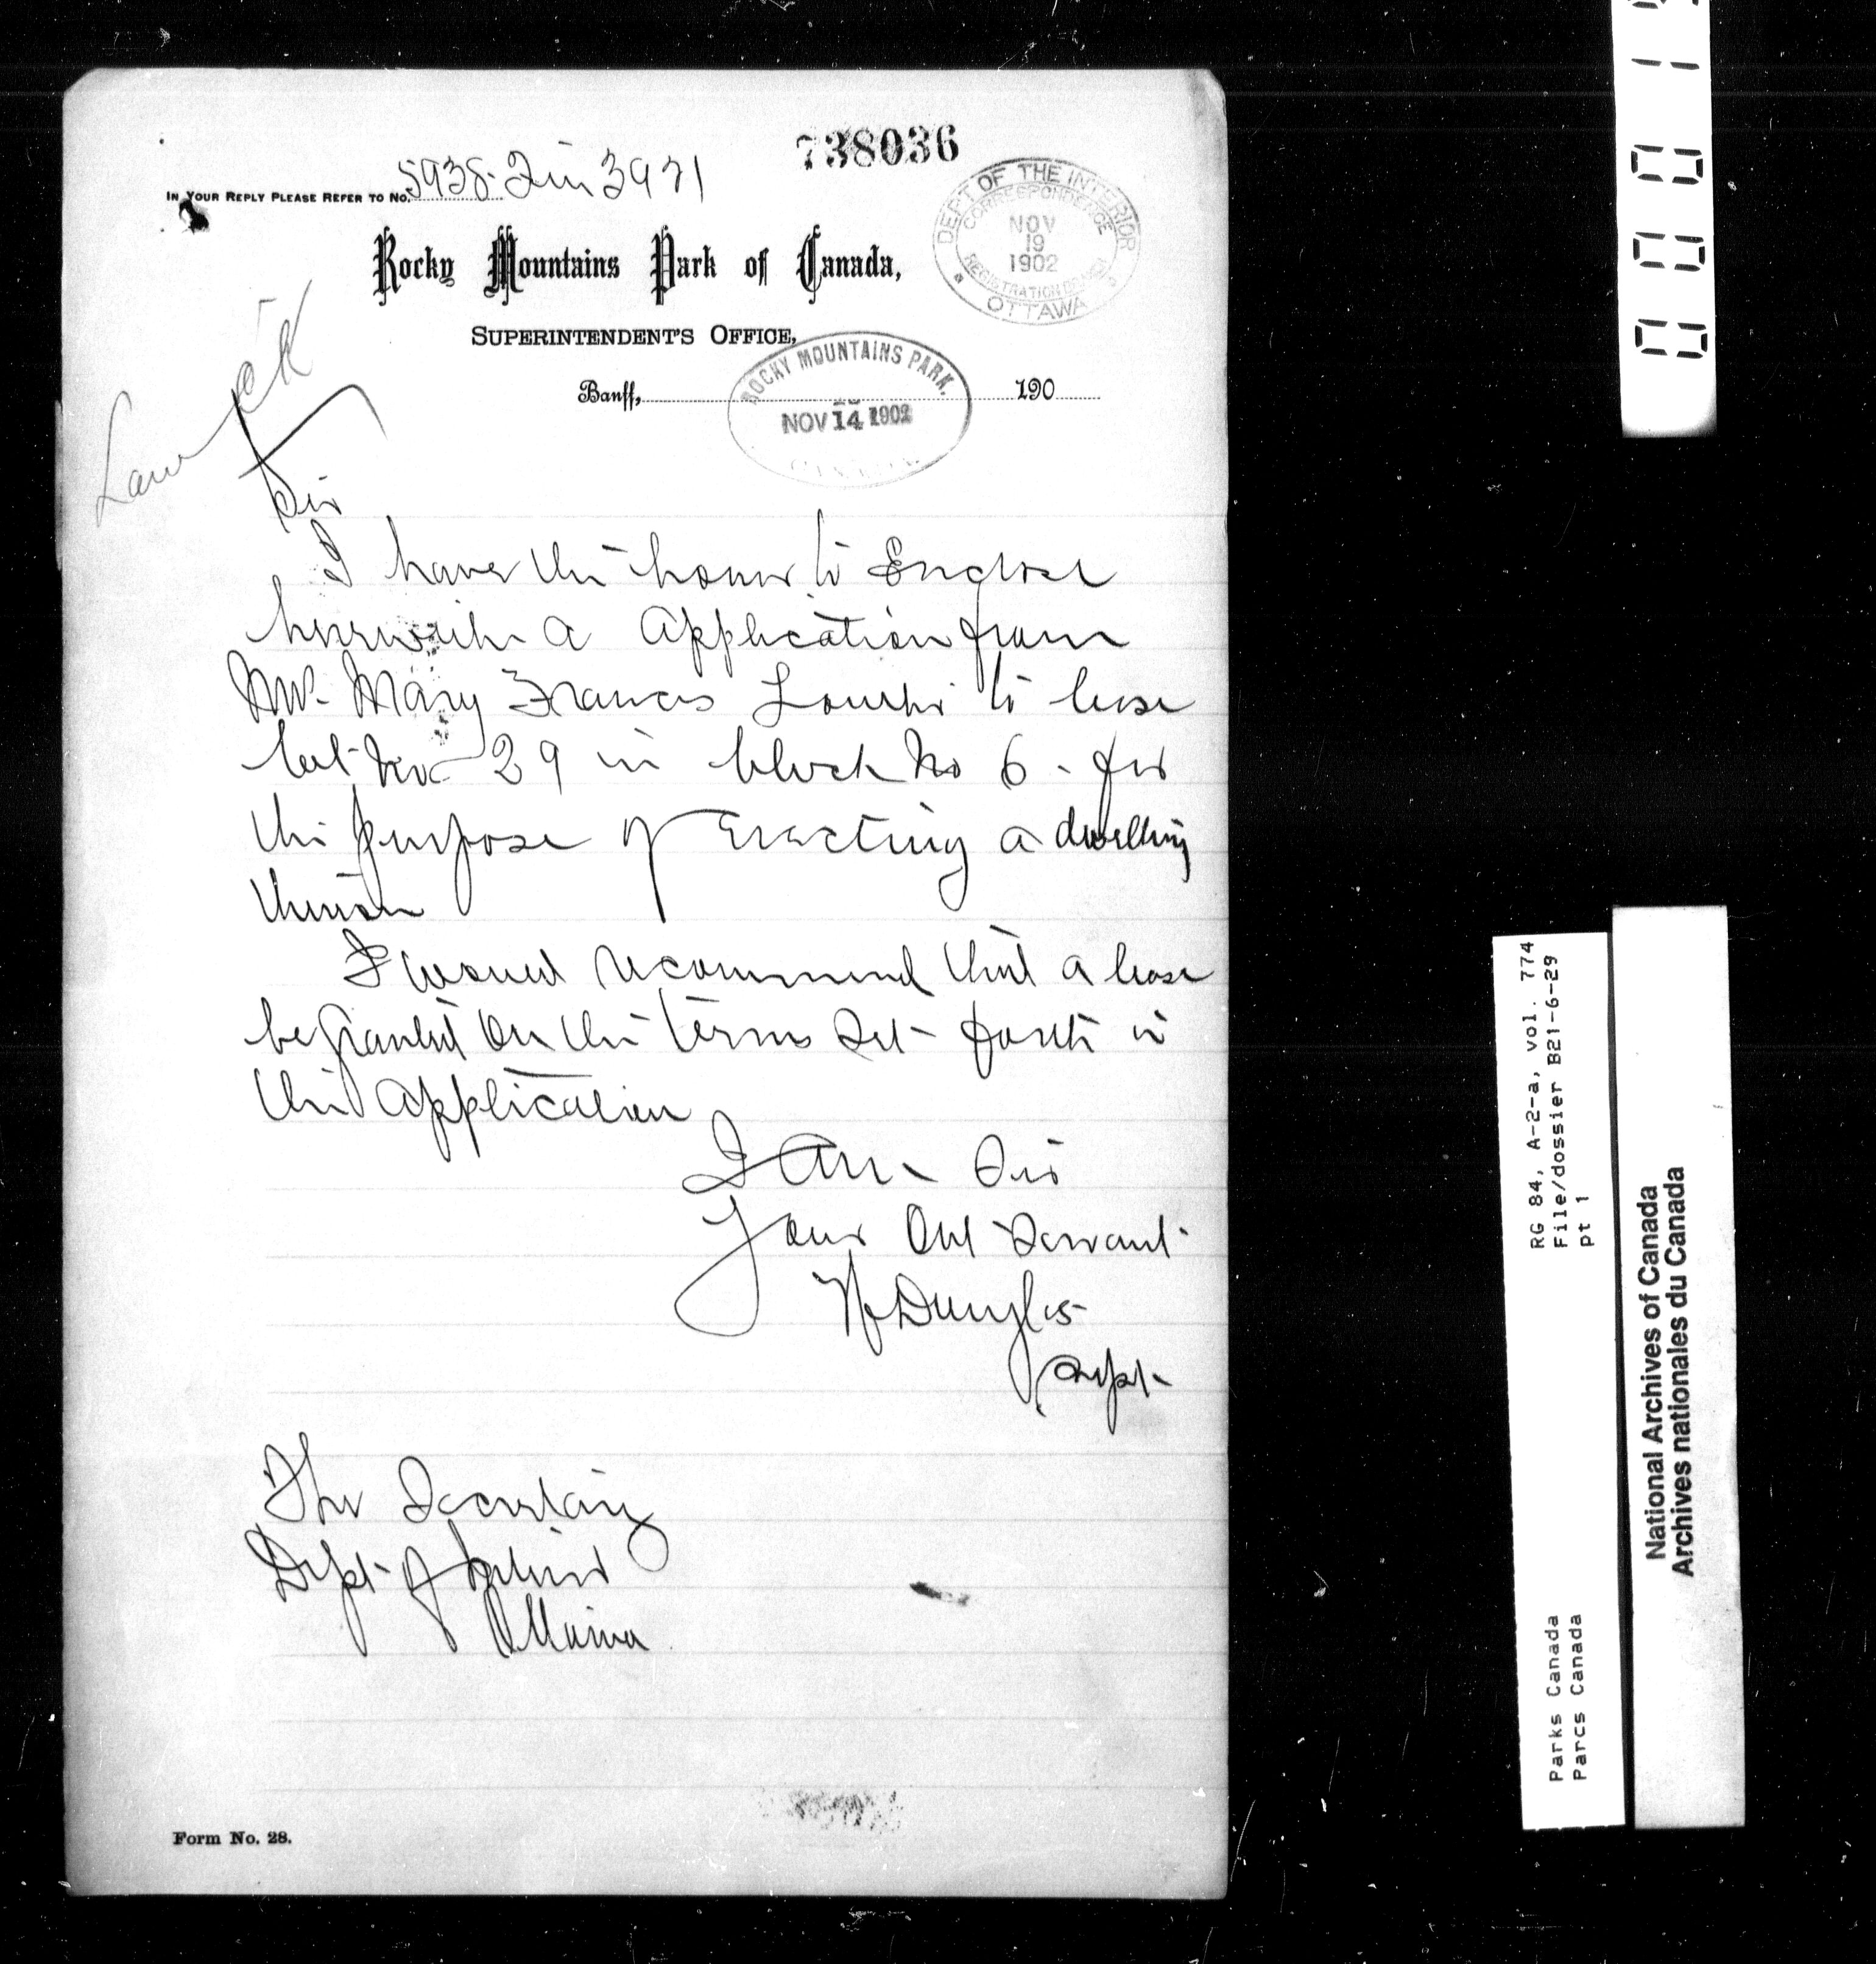 738036
IN YOUR REPLY PLEASE REFER TO No. 5938. 2 in 3971
DEPT OF THE INTERIOR
CORRESPONDENCE
NOV
19
1902
REGISTRATION BRANCH
OTTAWA
Rocky Mountains Park of Canada,
SUPERINTENDENT'S OFFICE,
Banff, 190
ROCKY MOUNTAINS PARK.
NOV 14 1902
CANADA
Sir
I have the honor to Enclose
herewith a Application from
Mrs. Mary Frances to lease
lot No 29 in block No 6 - for
the purpose of Erecting a dwelling
thereon
I would recommend that a lease
be granted on the terms set forth in
the Application
I Am Sir
Your Obt Servant
Douglas
Supt
The Secretary
Dept of Interior
Ottawa
Form No. 28.
RG 84, A-2-a, vol. 774
File/dossier B21-6-29
pt 1
Parks Canada
Parcs Canada
National Archives of Canada
Archives nationales du Canada